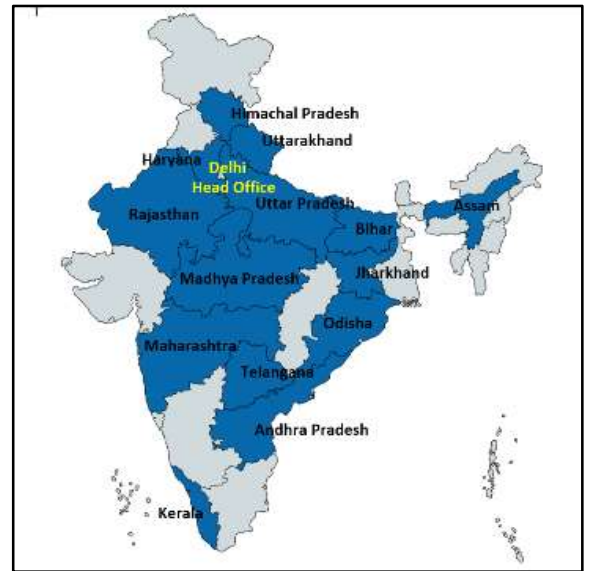 Himachal Pradesh
Uttarakhand
Haryana
Delhi
Head Office
Rajasthan
Uttar Pradesh
Assam
Bihar
Madhya Pradesh
Jharkhand
Odisha
Maharashtra
Telangana
Andhra Pradesh
Kerala